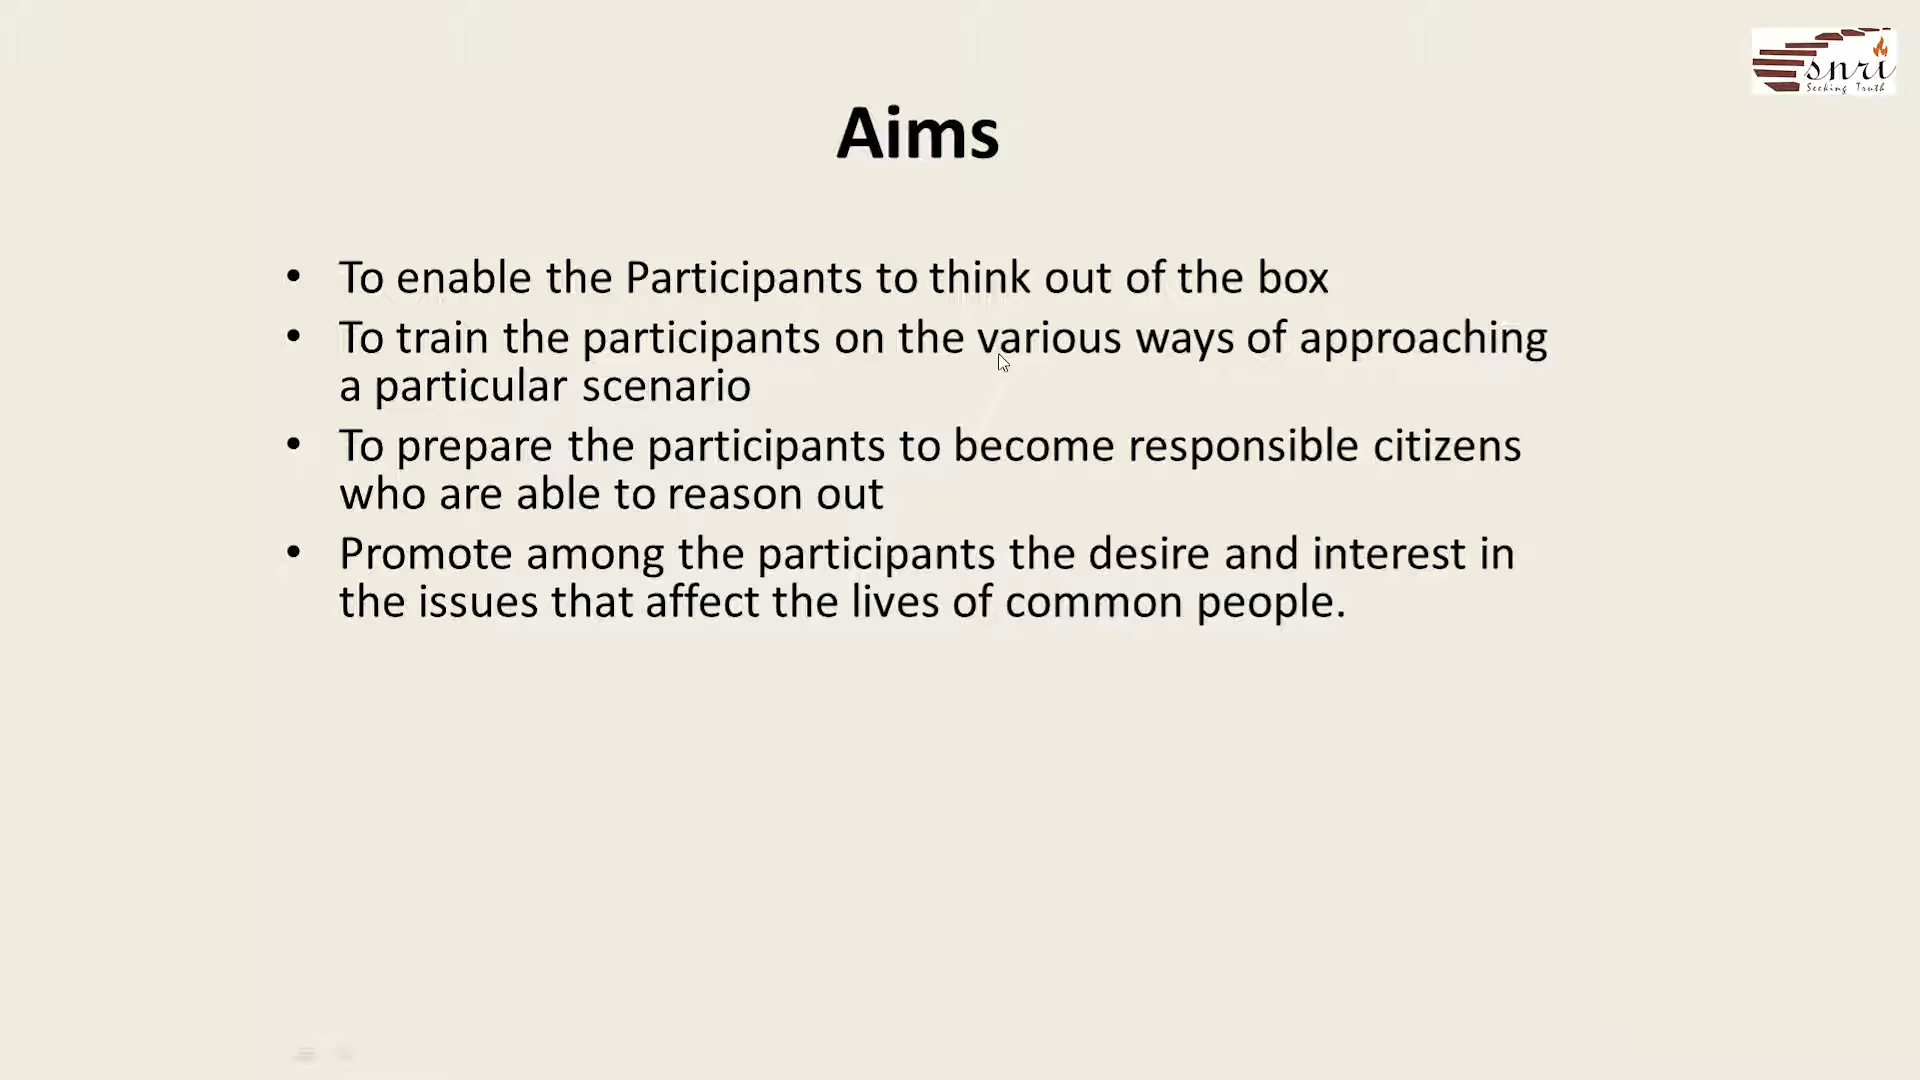 snri
Seeking Truth
Aims
• To enable the Participants to think out of the box
• To train the participants on the various ways of approaching
a particular scenario
• To prepare the participants to become responsible citizens
who are able to reason out
• Promote among the participants the desire and interest in
the issues that affect the lives of common people.